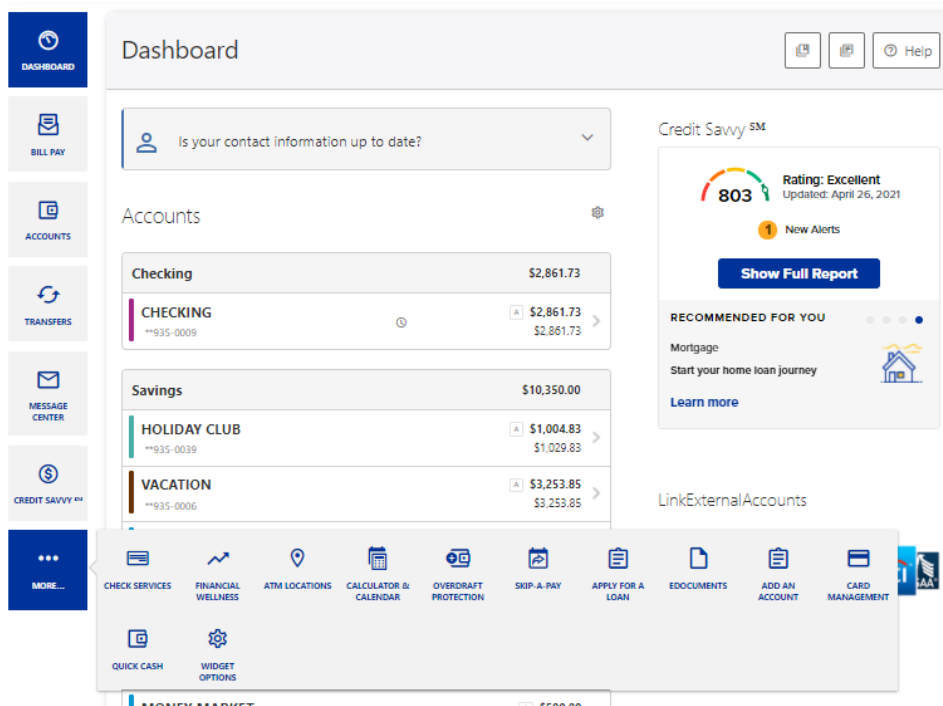 DASHBOARD
BILL PAY
ACCOUNTS
TRANSFERS
MESSAGE
CENTER
CREDIT SAVVY SM
MORE...
Dashboard
Help
Is your contact information up to date?
Accounts
Checking $2,861.73
CHECKING A $2,861.73
**935-0009 $2,861.73
Savings $10,350.00
HOLIDAY CLUB A $1,004.83
**935-0039 $1,029.83
VACATION A $3,253.85
**935-0006 $3,253.85
Credit Savvy SM
803
Rating: Excellent
Updated: April 26, 2021
1 New Alerts
Show Full Report
RECOMMENDED FOR YOU
Mortgage
Start your home loan journey
Learn more
LinkExternalAccounts
CHECK SERVICES
FINANCIAL
WELLNESS
ATM LOCATIONS
CALCULATOR &
CALENDAR
OVERDRAFT
PROTECTION
SKIP-A-PAY
APPLY FOR A
LOAN
EDOCUMENTS
ADD AN
ACCOUNT
CARD
MANAGEMENT
QUICK CASH
WIDGET
OPTIONS
MONEY MARKET